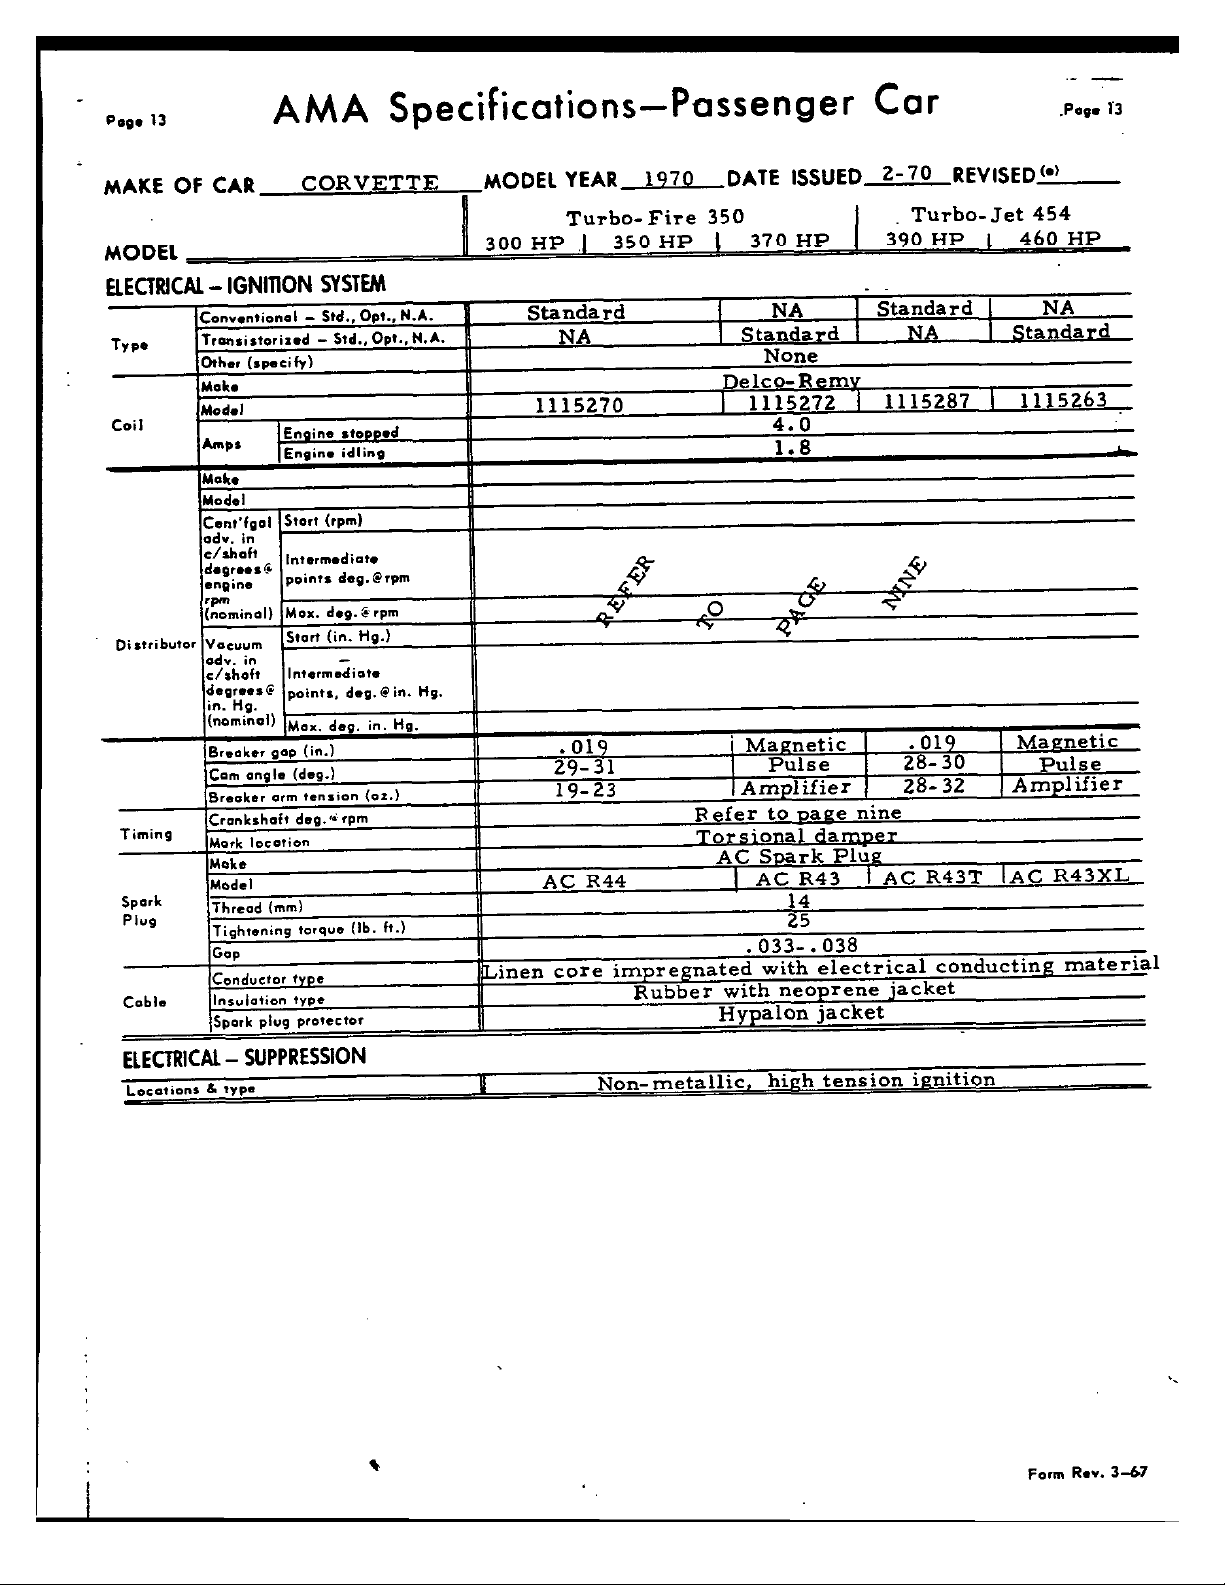 Page 13 AMA Specifications—Passenger Car Page 13
MAKE OF CAR CORVETTE MODEL YEAR 1970 DATE ISSUED 2-70 REVISED (•)
Turbo-Fire 350 Turbo-Jet 454
MODEL 300 HP 350 HP 370 HP 390 HP 460 HP
ELECTRICAL – IGNITION SYSTEM
Type
Conventional – Std., Opt., N.A. Standard NA Standard NA
Transistorized – Std., Opt., N.A. NA Standard NA Standard
Other (specify) None
Coil
Make Delco-Remy
Model 1115270 1115272 1115287 1115263
Amps
Engine stopped 4.0
Engine idling 1.8
Distributor
Make
Model
Cent'fgal
adv. in
c/shaft
degrees@
engine
rpm
(nominal)
Start (rpm)
Intermediate
points deg.@rpm
Max. deg.@rpm
REFER TO PAGE NINE
Vacuum
adv. in
c/shaft
degrees@
in. Hg.
(nominal)
Start (in. Hg.)
Intermediate
points, deg.@in. Hg.
Max. deg. in. Hg.
Breaker gap (in.) .019 Magnetic .019 Magnetic
Cam angle (deg.) 29-31 Pulse 28-30 Pulse
Breaker arm tension (oz.) 19-23 Amplifier 28-32 Amplifier
Timing
Crankshaft deg.@rpm Refer to page nine
Mark location Torsional damper
Spark
Plug
Make AC Spark Plug
Model AC R44 AC R43 AC R43T AC R43XL
Thread (mm) 14
Tightening torque (lb. ft.) 25
Gap .033-.038
Cable
Conductor type Linen core impregnated with electrical conducting material
Insulation type Rubber with neoprene jacket
Spark plug protector Hypalon jacket
ELECTRICAL – SUPPRESSION
Locations & type Non-metallic, high tension ignition
Form Rev. 3–67